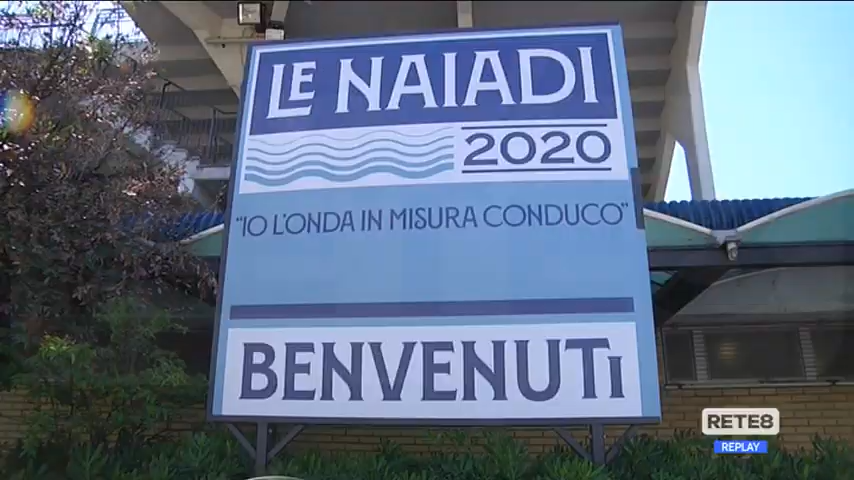 LE NAIADI
2020
"IO L'ONDA IN MISURA CONDUCO"
BENVENUTI
RETE8
REPLAY